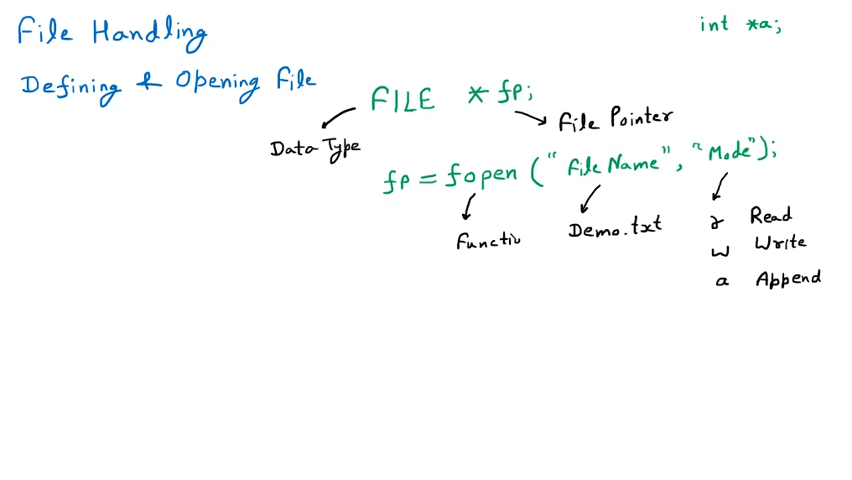 File Handling
int *a;
Defining & Opening File
FILE * fp;
File Pointer
Data Type
fp = fopen ("File Name", "Mode");
Functio
Demo.txt
r Read
w Write
a Append